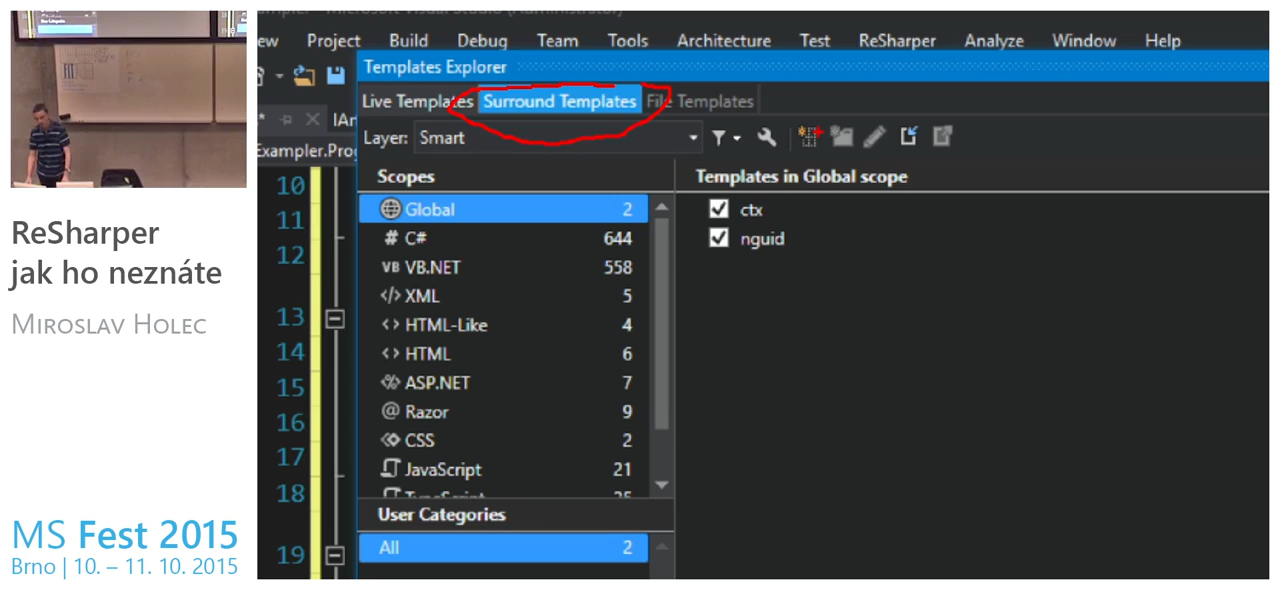 ReSharper
jak ho neznáte
Miroslav Holec
MS Fest 2015
Brno | 10. – 11. 10. 2015
Project Build Debug Team Tools Architecture Test ReSharper Analyze Window Help
Templates Explorer
Live Templates Surround Templates File Templates
Layer: Smart
Exampler.Prog
Scopes
Templates in Global scope
Global 2
ctx
C# 644
nguid
VB.NET 558
XML 5
HTML-Like 4
HTML 6
ASP.NET 7
Razor 9
CSS 2
JavaScript 21
User Categories
All 2
10
11
12
13
14
15
16
17
18
19